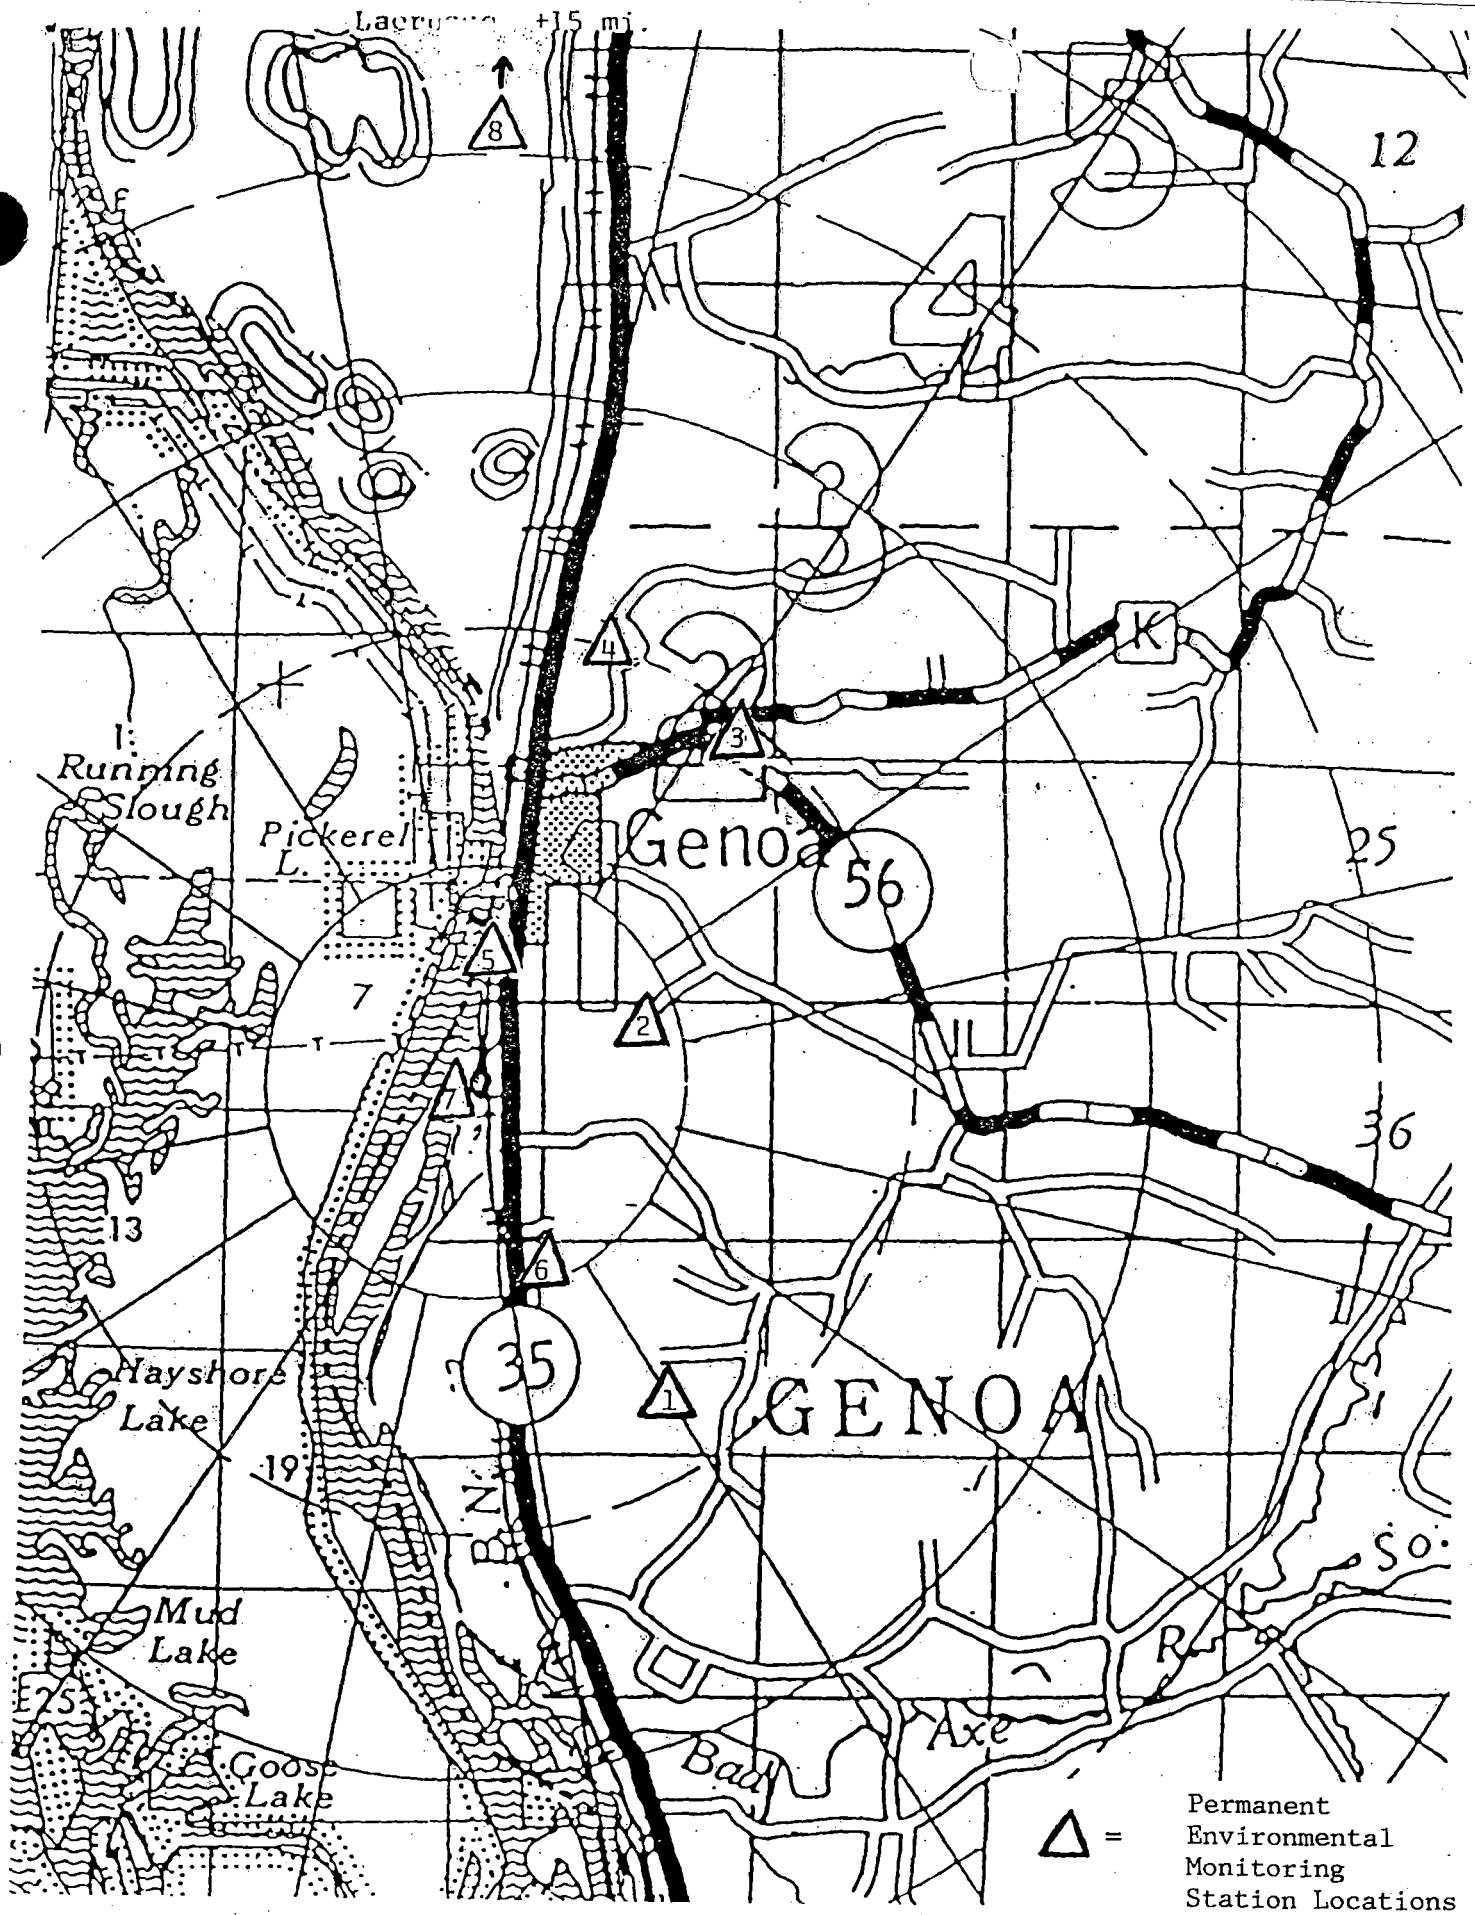 +15 mi.
8
12
4
K
3
Running
Slough
Pickerel
L.
Genoa
56
25
5
7
2
7
36
13
6
35
Hayshore
Lake
1
GENOA
19
N.
B.
So.
Mud
Lake
R.
25
Axe
Bad
Goose
Lake
=
Permanent
Environmental
Monitoring
Station Locations